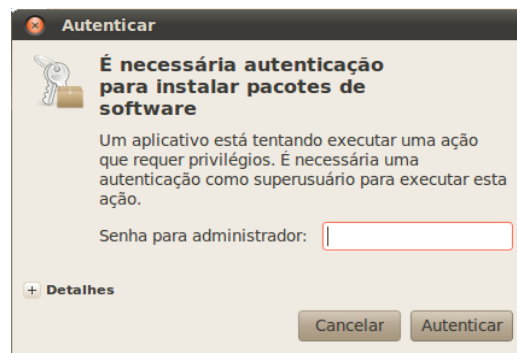 Autenticar
É necessária autenticação
para instalar pacotes de
software
Um aplicativo está tentando executar uma ação
que requer privilégios. É necessária uma
autenticação como superusuário para executar esta
ação.
Senha para administrador:
+ Detalhes
Cancelar Autenticar